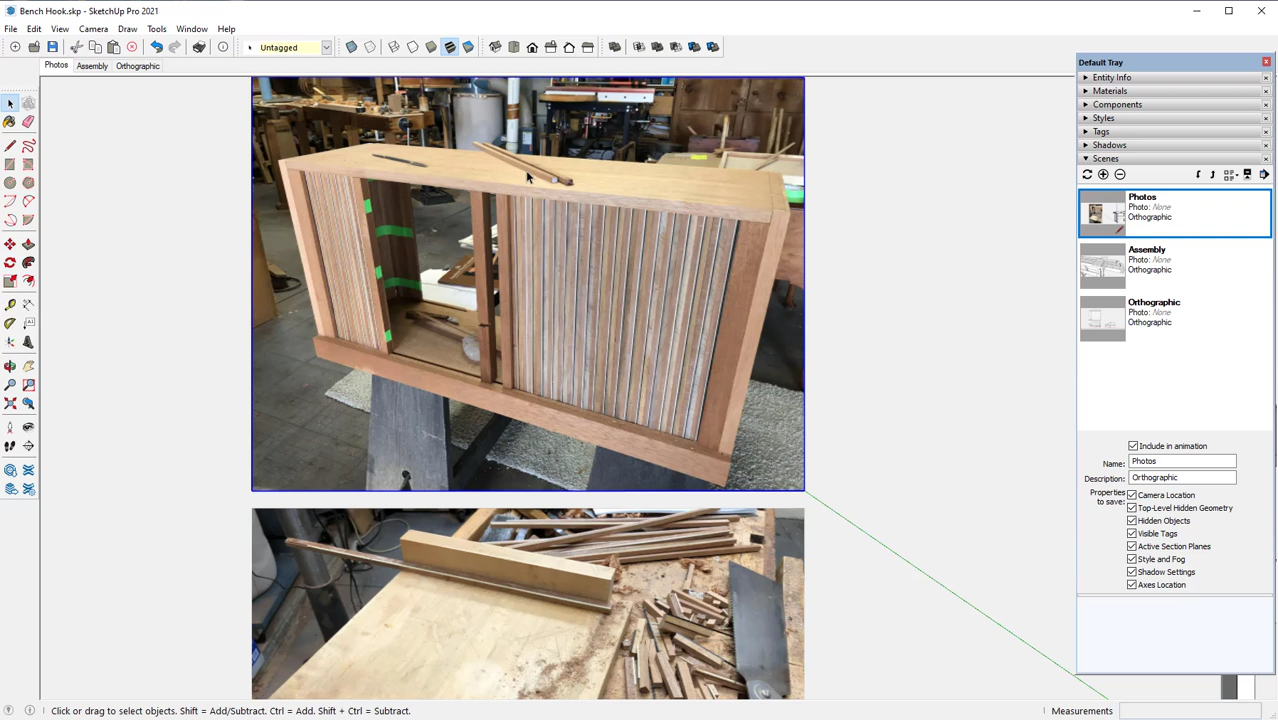 Bench Hook.skp - SketchUp Pro 2021
File Edit View Camera Draw Tools Window Help
Untagged
Photos Assembly Orthographic
Default Tray
Entity Info
Materials
Components
Styles
Tags
Shadows
Scenes
Photos
Photo: None
Orthographic
Assembly
Photo: None
Orthographic
Orthographic
Photo: None
Orthographic
Include in animation
Name: Photos
Description: Orthographic
Properties to save:
Camera Location
Top-Level Hidden Geometry
Hidden Objects
Visible Tags
Active Section Planes
Style and Fog
Shadow Settings
Axes Location
Click or drag to select objects. Shift = Add/Subtract. Ctrl = Add. Shift + Ctrl = Subtract.
Measurements